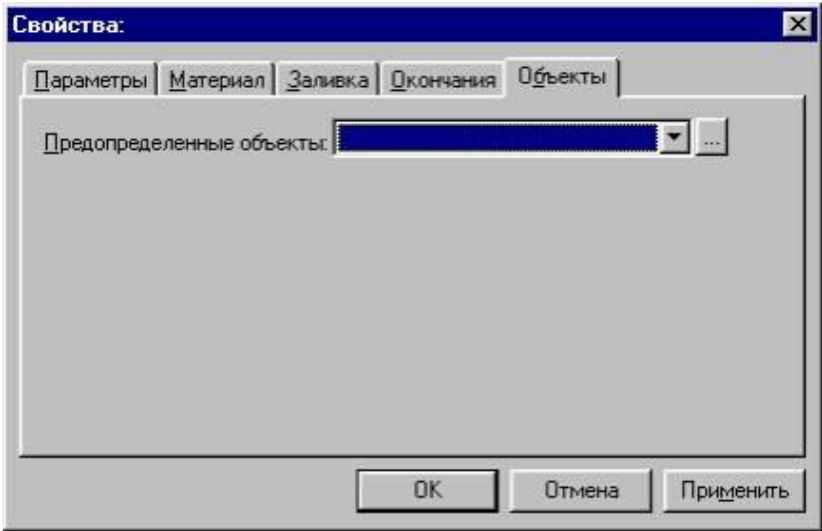 Свойства:
Параметры Материал Заливка Окончания Объекты
Предопределенные объекты: ...
OK Отмена Применить